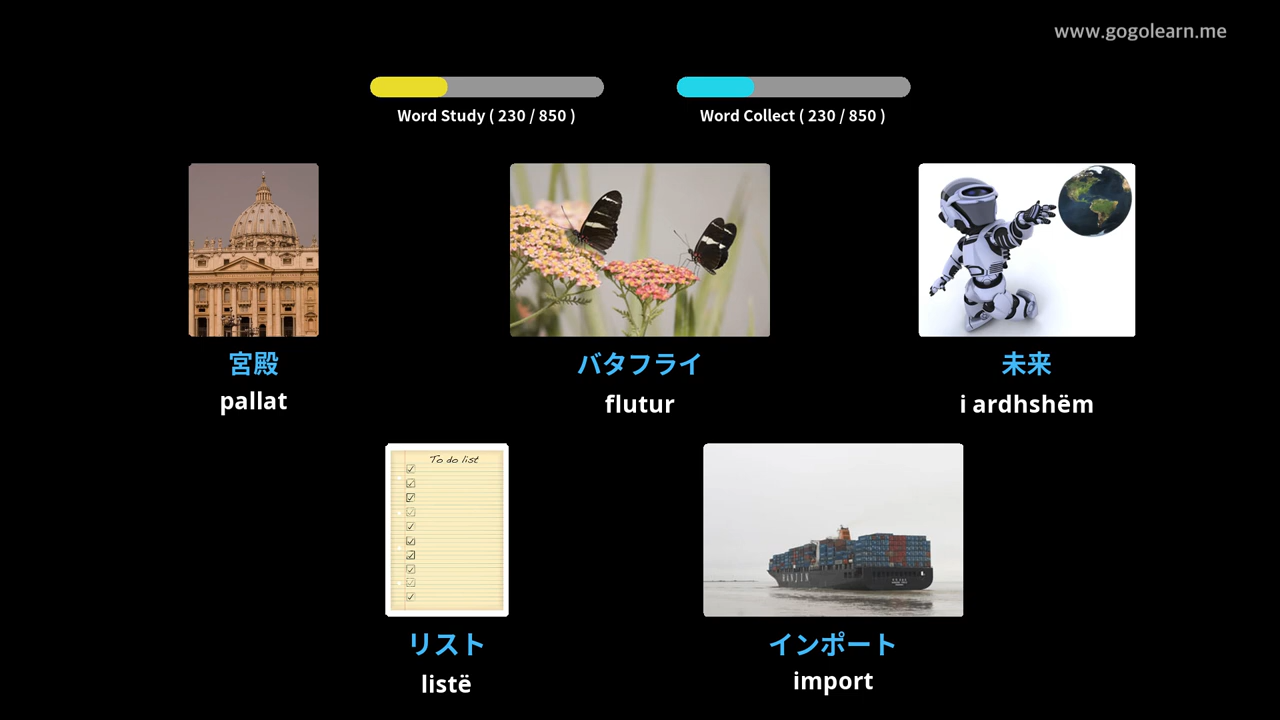 www.gogolearn.me
Word Study ( 230 / 850 )
Word Collect ( 230 / 850 )
宮殿
pallat
バタフライ
flutur
未来
i ardhshëm
To do list
HANJIN
リスト
listë
インポート
import